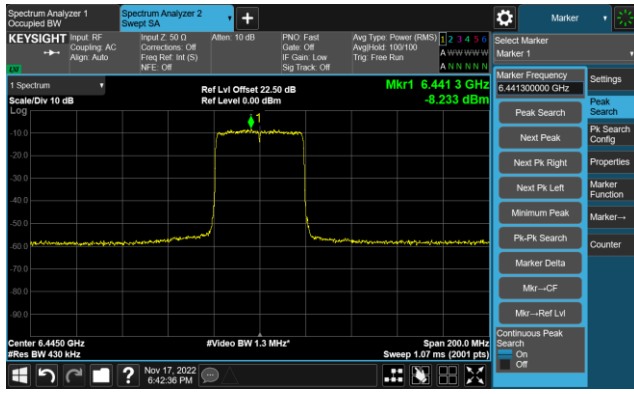 Spectrum Analyzer 1
Occupied BW
Spectrum Analyzer 2
Swept SA
Marker
KEYSIGHT
Input: RF
Coupling: AC
Align: Auto
Input Z: 50 Ω
Corrections: Off
Freq Ref: Int (S)
NFE: Off
Atten: 10 dB
PNO: Fast
Gate: Off
IF Gain: Low
Sig Track: Off
Avg Type: Power (RMS)
Avg|Hold: 100/100
Trig: Free Run
1 2 3 4 5 6
A W W W W W
A N N N N N
Select Marker
Marker 1
1 Spectrum
Scale/Div 10 dB
Log
Ref Lvl Offset 22.50 dB
Ref Level 0.00 dBm
Mkr1 6.441 3 GHz
-8.233 dBm
1
-10.0
-20.0
-30.0
-40.0
-50.0
-60.0
-70.0
-80.0
-90.0
Center 6.4450 GHz
#Res BW 430 kHz
#Video BW 1.3 MHz*
Span 200.0 MHz
Sweep 1.07 ms (2001 pts)
Marker Frequency
6.441300000 GHz
Peak Search
Next Peak
Next Pk Right
Next Pk Left
Minimum Peak
Pk-Pk Search
Marker Delta
Mkr→CF
Mkr→Ref Lvl
Continuous Peak
Search
On
Off
Settings
Peak
Search
Pk Search
Config
Properties
Marker
Function
Marker→
Counter
?
Nov 17, 2022
6:42:36 PM